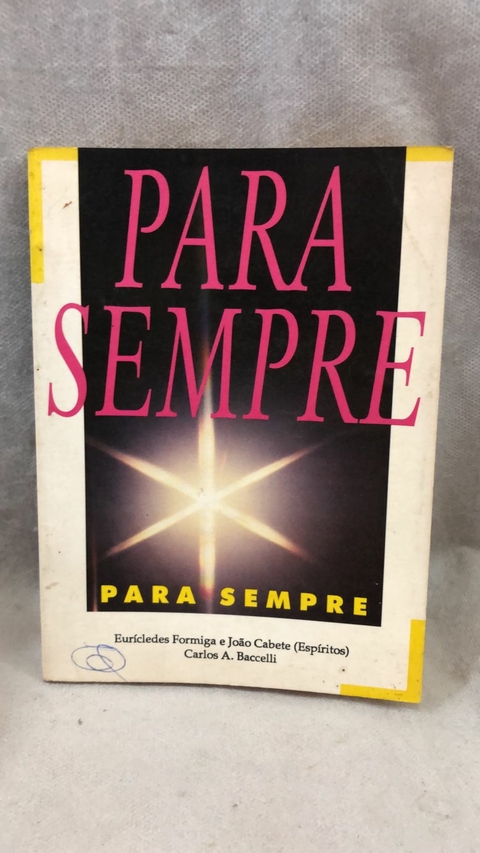 PARA
SEMPRE
PARA SEMPRE
Eurícledes Formiga e João Cabete (Espíritos)
Carlos A. Baccelli